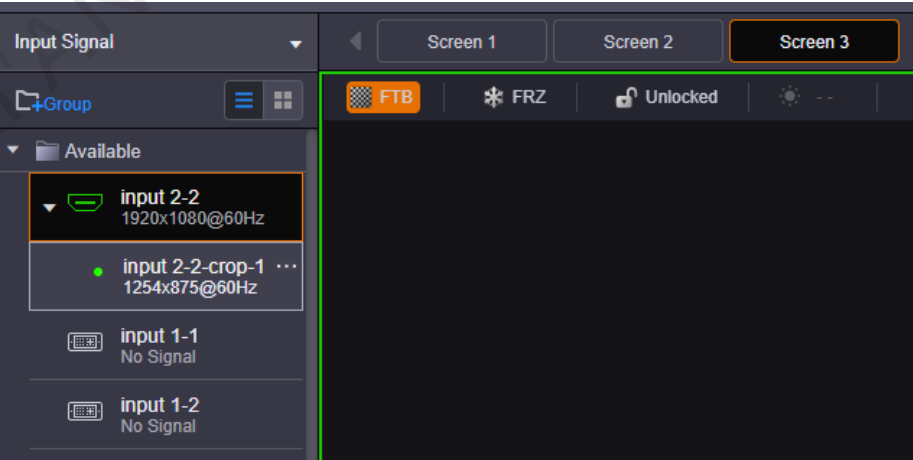 Input Signal
Screen 1
Screen 2
Screen 3
+Group
FTB
FRZ
Unlocked
--
Available
input 2-2
1920x1080@60Hz
input 2-2-crop-1 ...
1254x875@60Hz
input 1-1
No Signal
input 1-2
No Signal